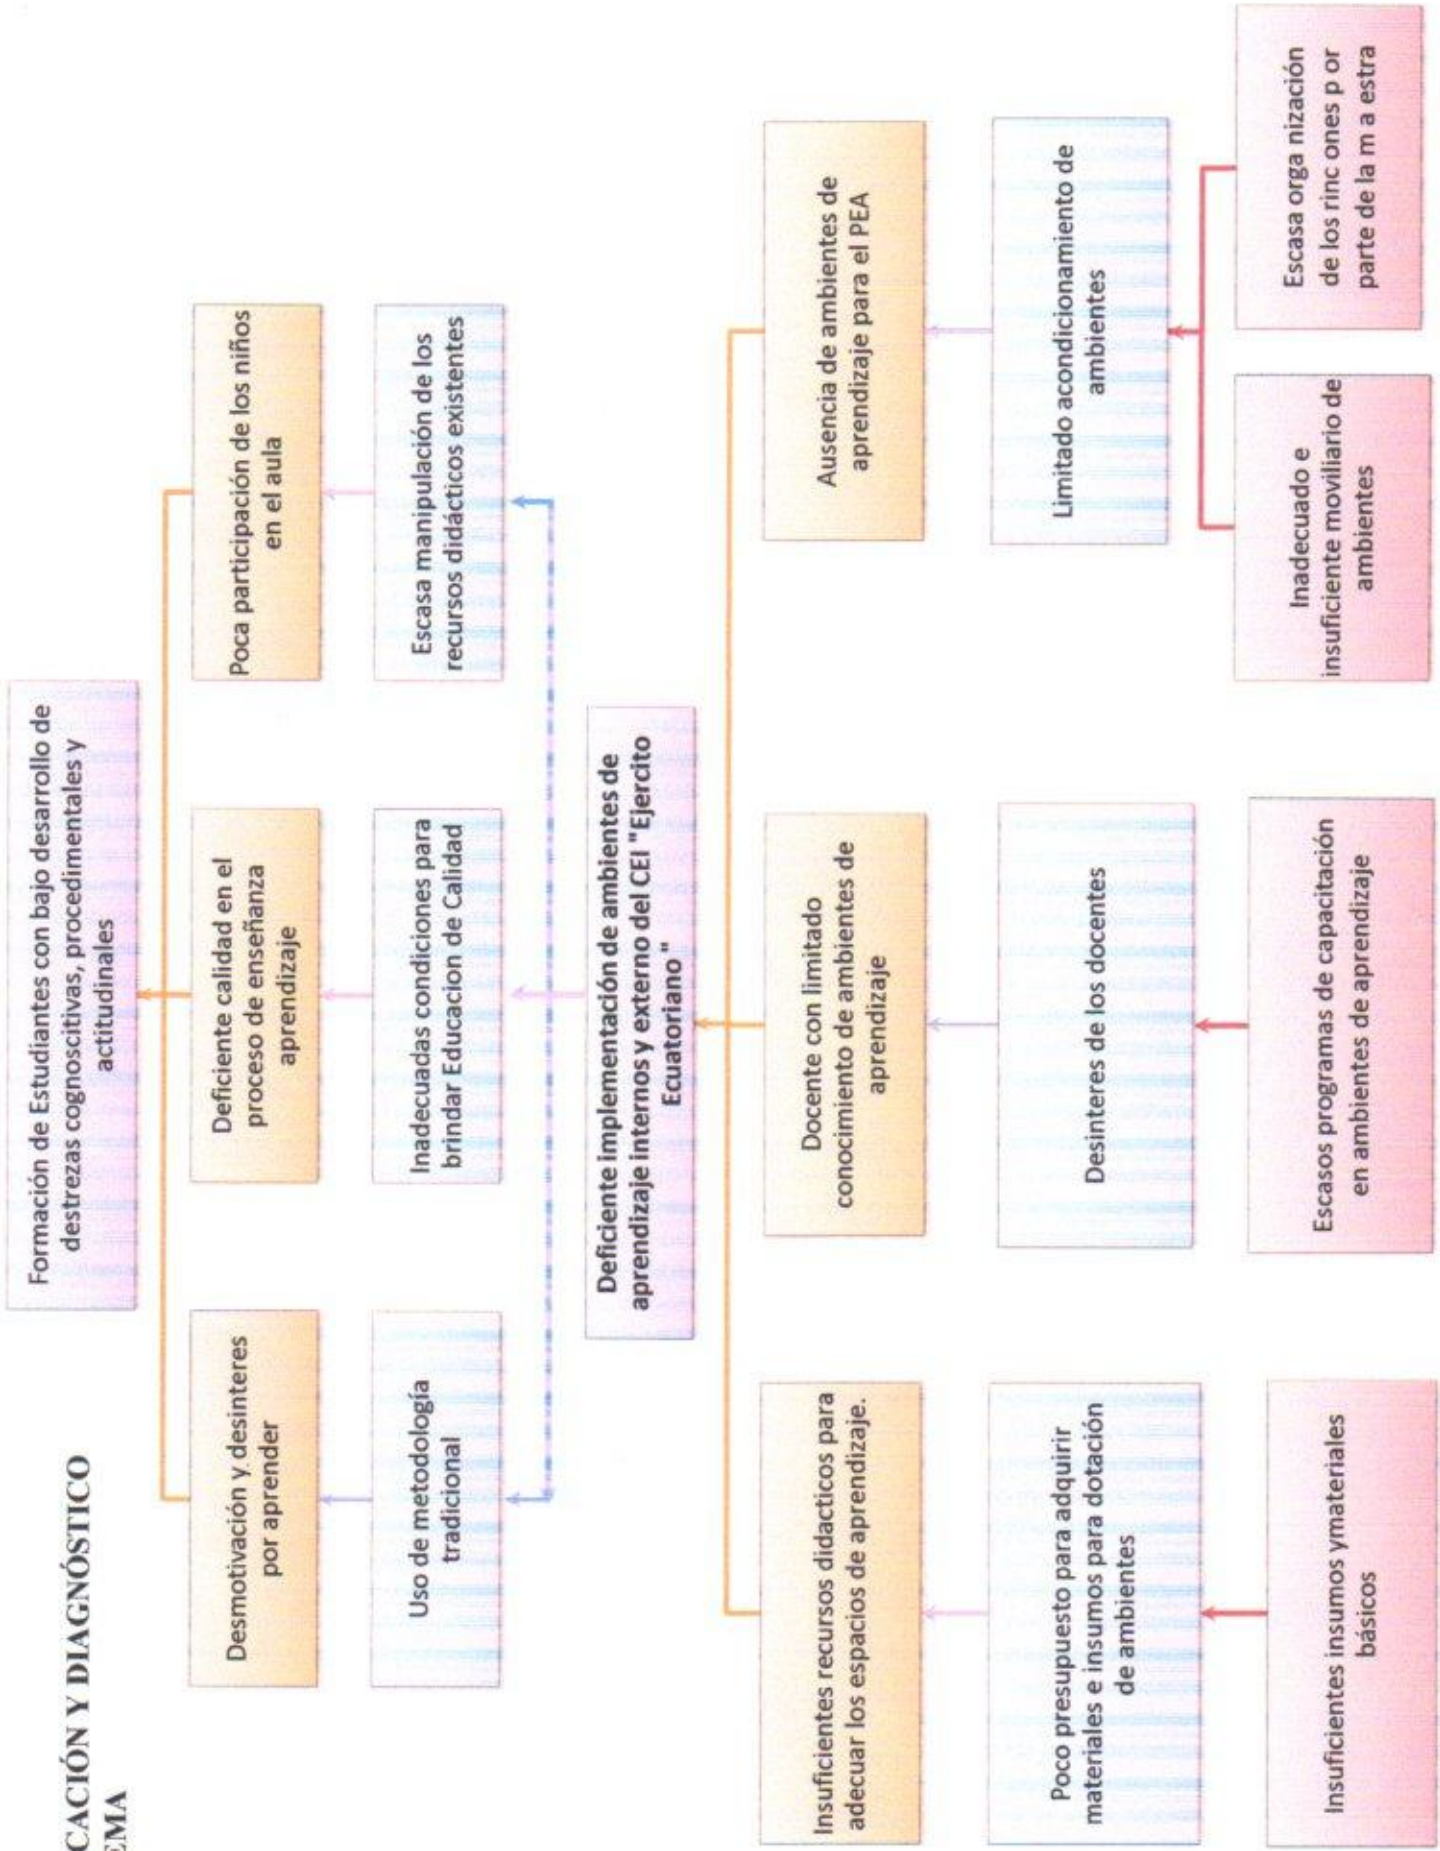 CACIÓN Y DIAGNÓSTICO
EMA
Formación de Estudiantes con bajo desarrollo de
destrezas cognoscitivas, procedimentales y
actitudinales
Desmotivación y desinteres
por aprender
Deficiente calidad en el
proceso de enseñanza
aprendizaje
Poca participación de los niños
en el aula
Uso de metodología
tradicional
Inadecuadas condiciones para
brindar Educacion de Calidad
Escasa manipulación de los
recursos didácticos existentes
Deficiente implementación de ambientes de
aprendizaje internos y externo del CEI "Ejercito
Ecuatoriano"
Insuficientes recursos didacticos para
adecuar los espacios de aprendizaje.
Docente con limitado
conocimiento de ambientes de
aprendizaje
Ausencia de ambientes de
aprendizaje para el PEA
Poco presupuesto para adquirir
materiales e insumos para dotación
de ambientes
Desinteres de los docentes
Limitado acondicionamiento de
ambientes
Insuficientes insumos ymateriales
básicos
Escasos programas de capacitación
en ambientes de aprendizaje
Inadecuado e
insuficiente moviliario de
ambientes
Escasa orga nización
de los rinc ones p or
parte de la m a estra